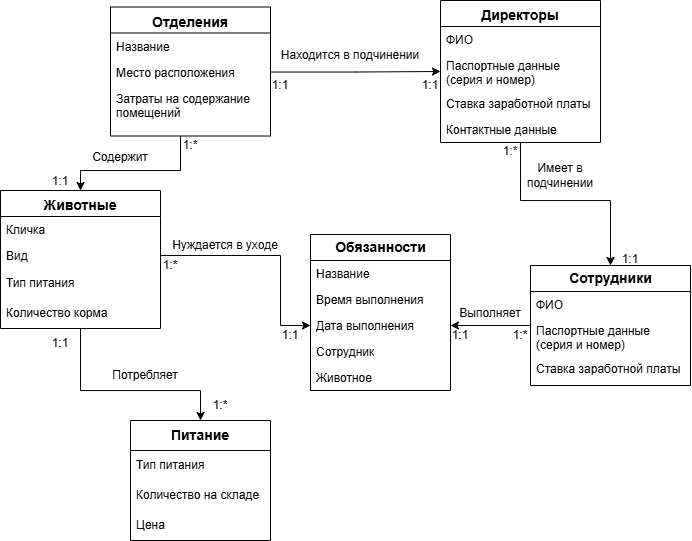 Отделения
Название
Место расположения
Затраты на содержание
помещений
Находится в подчинении
1:1
1:1
Директоры
ФИО
Паспортные данные
(серия и номер)
Ставка заработной платы
Контактные данные
1:*
Содержит
1:1
1:*
Имеет в
подчинении
1:1
Животные
Кличка
Вид
Тип питания
Количество корма
Нуждается в уходе
1:*
1:1
Обязанности
Название
Время выполнения
Дата выполнения
Сотрудник
Животное
Выполняет
1:1
1:*
Сотрудники
ФИО
Паспортные данные
(серия и номер)
Ставка заработной платы
1:1
Потребляет
1:*
Питание
Тип питания
Количество на складе
Цена